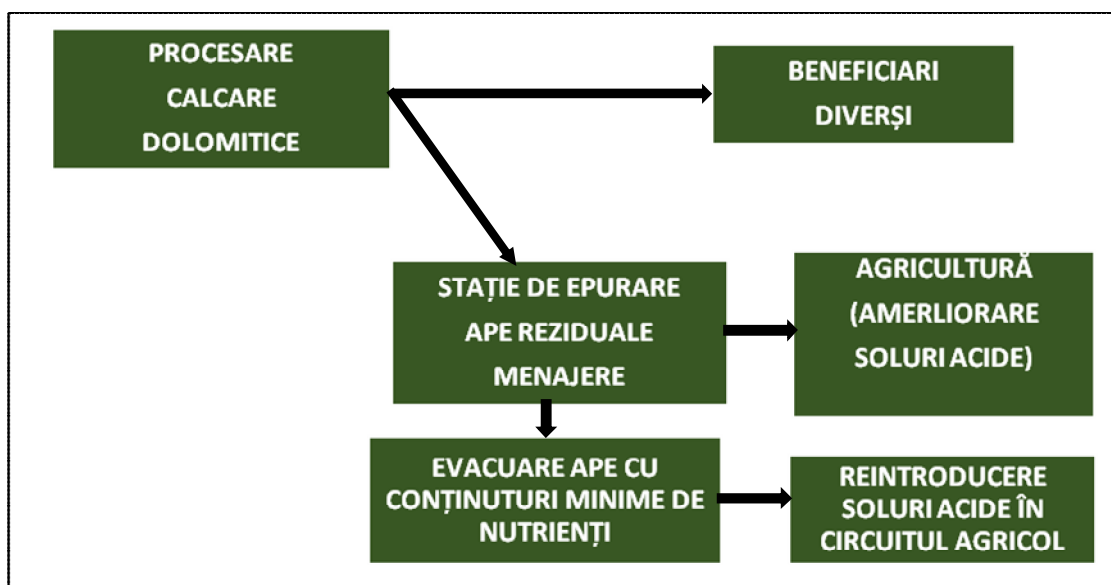 PROCESARE
CALCARE
DOLOMITICE
BENEFICIARI
DIVERȘI
STAȚIE DE EPURARE
APE REZIDUALE
MENAJERE
AGRICULTURĂ
(AMERLIORARE
SOLURI ACIDE)
EVACUARE APE CU
CONȚINUTURI MINIME DE
NUTRIENȚI
REINTRODUCERE
SOLURI ACIDE ÎN
CIRCUITUL AGRICOL